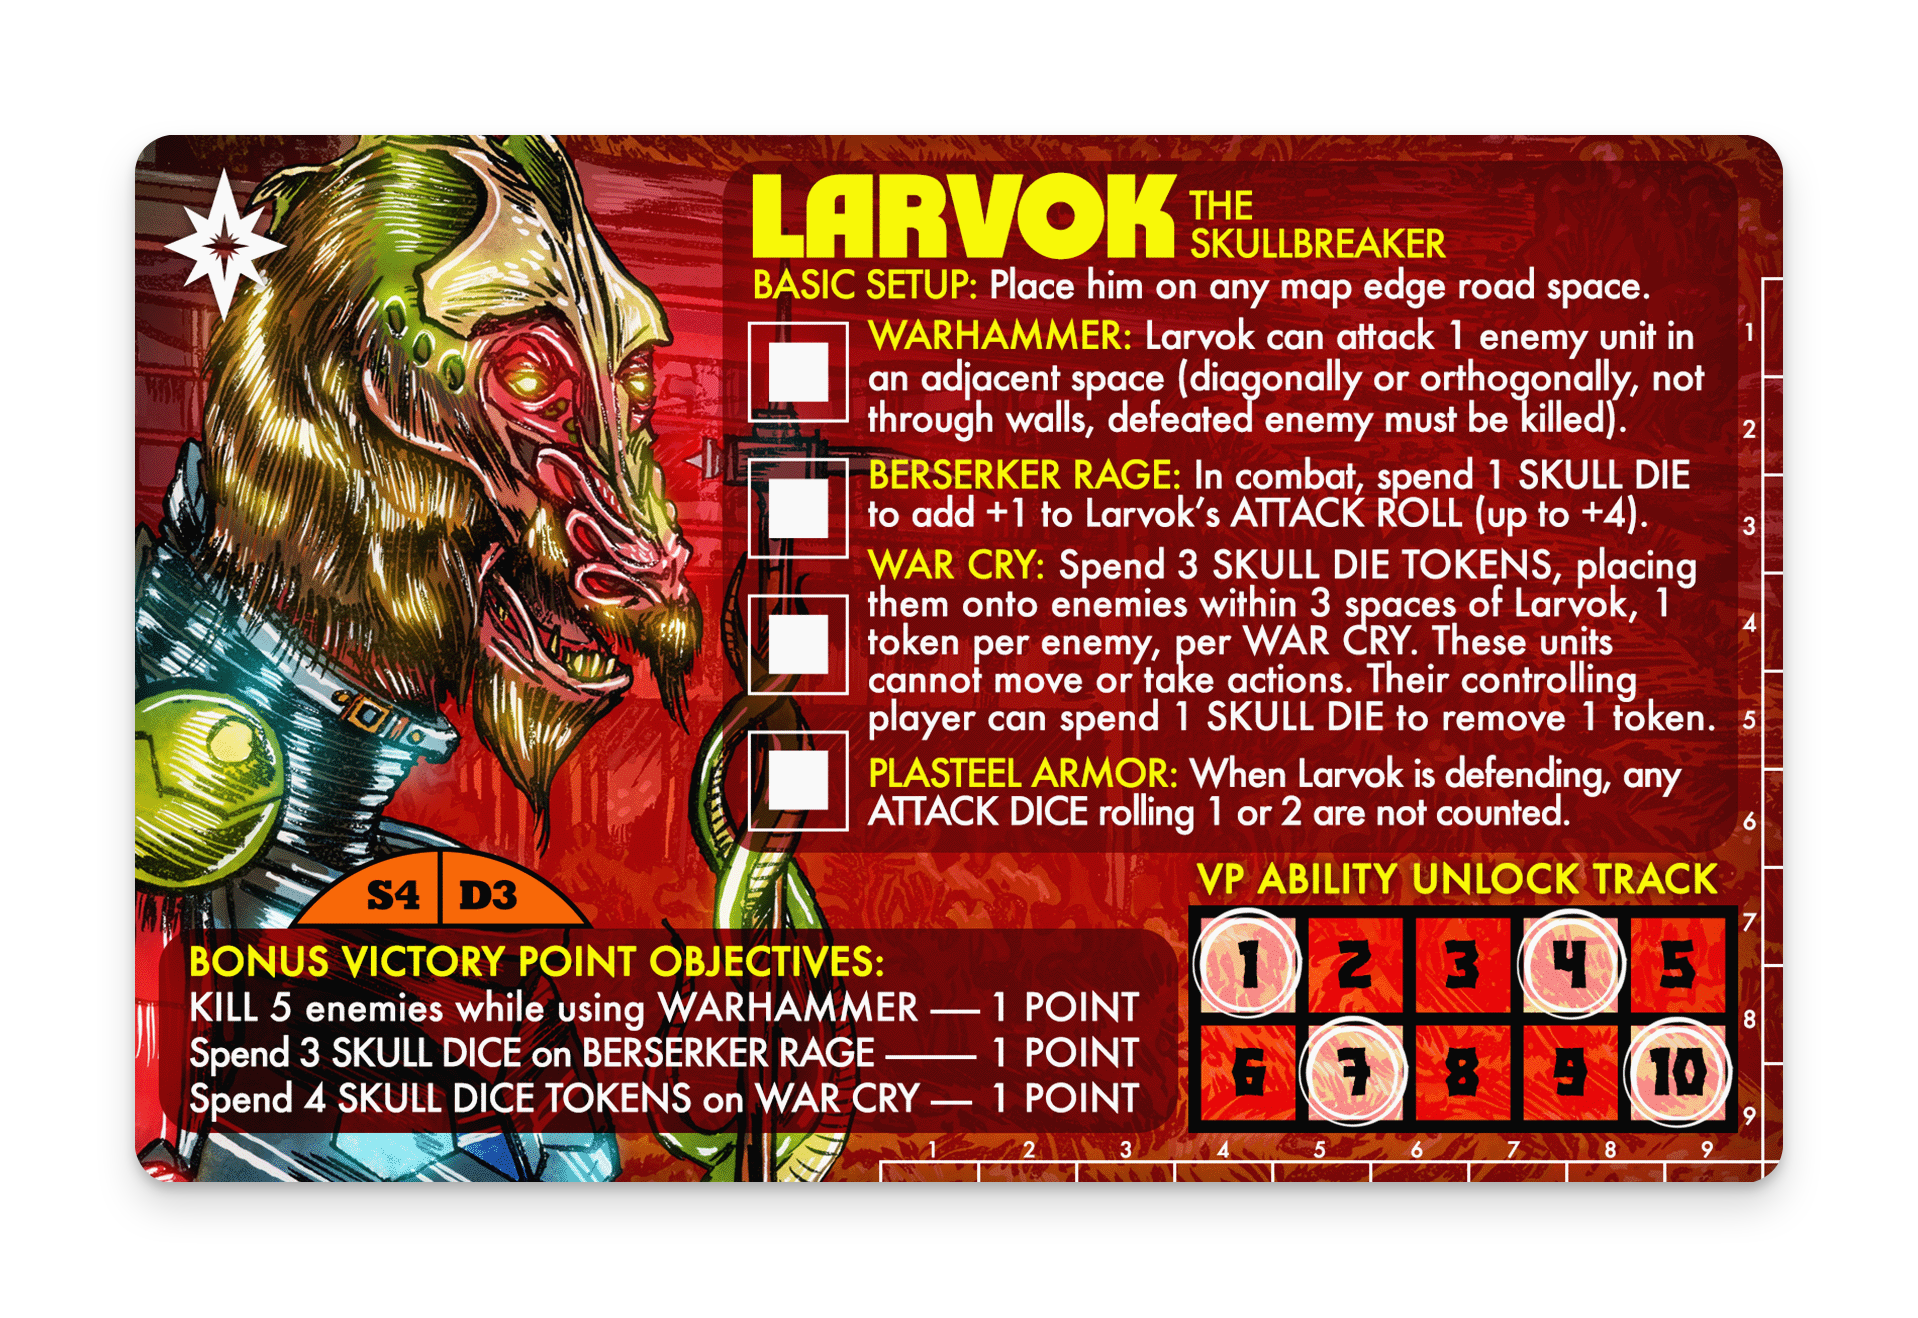 LARVOK THE
SKULLBREAKER
BASIC SETUP: Place him on any map edge road space.
WARHAMMER: Larvok can attack 1 enemy unit in
an adjacent space (diagonally or orthogonally, not
through walls, defeated enemy must be killed).
BERSERKER RAGE: In combat, spend 1 SKULL DIE
to add +1 to Larvok's ATTACK ROLL (up to +4).
WAR CRY: Spend 3 SKULL DIE TOKENS, placing
them onto enemies within 3 spaces of Larvok, 1
token per enemy, per WAR CRY. These units
cannot move or take actions. Their controlling
player can spend 1 SKULL DIE to remove 1 token.
PLASTEEL ARMOR: When Larvok is defending, any
ATTACK DICE rolling 1 or 2 are not counted.
1
2
3
4
5
6
7
8
9
S4 D3
BONUS VICTORY POINT OBJECTIVES:
KILL 5 enemies while using WARHAMMER — 1 POINT
Spend 3 SKULL DICE on BERSERKER RAGE — 1 POINT
Spend 4 SKULL DICE TOKENS on WAR CRY — 1 POINT
VP ABILITY UNLOCK TRACK
1 2 3 4 5
6 7 8 9 10
1 2 3 4 5 6 7 8 9